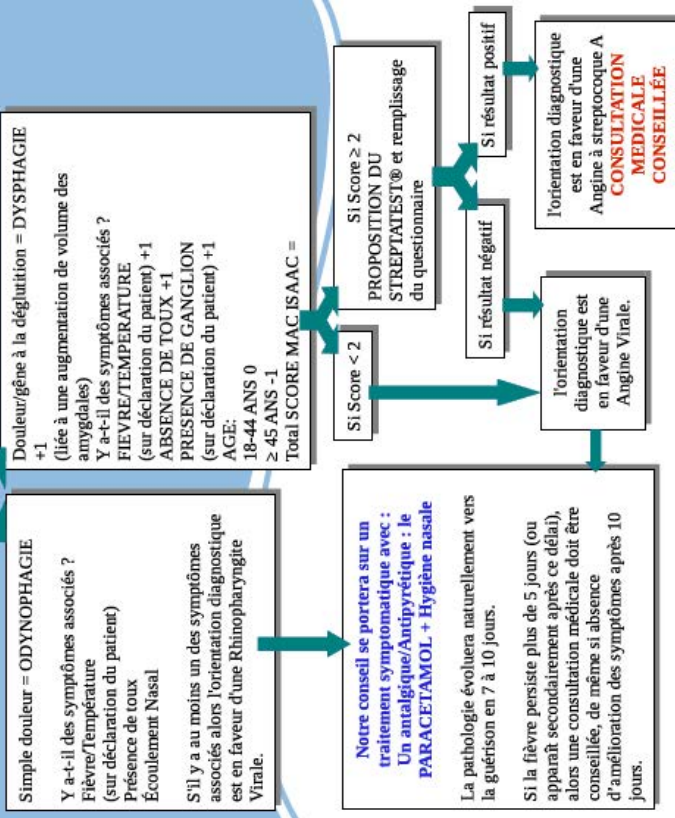 Simple douleur = ODYNOPHAGIE
Y a-t-il des symptômes associés ?
Fièvre/Température
(sur déclaration du patient)
Présence de toux
Écoulement Nasal
S'il y a au moins un des symptômes
associés alors l'orientation diagnostique
est en faveur d'une Rhinopharyngite
Virale.
Douleur/gêne à la déglutition = DYSPHAGIE
+1
(liée à une augmentation de volume des
amygdales)
Y a-t-il des symptômes associés ?
FIEVRE/TEMPERATURE
(sur déclaration du patient) +1
ABSENCE DE TOUX +1
PRESENCE DE GANGLION
(sur déclaration du patient) +1
AGE:
18-44 ANS 0
≥ 45 ANS -1
Total SCORE MAC ISAAC =
Si Score < 2
Si Score ≥ 2
PROPOSITION DU
STREPTATEST® et remplissage
du questionnaire
Si résultat négatif
Si résultat positif
l'orientation
diagnostique est
en faveur d'une
Angine Virale.
l'orientation diagnostique
est en faveur d'une
Angine à streptocoque A
CONSULTATION
MEDICALE
CONSEILLÉE
Notre conseil se portera sur un
traitement symptomatique avec :
Un antalgique/Antipyrétique : le
PARACETAMOL + Hygiène nasale
La pathologie évoluera naturellement vers
la guérison en 7 à 10 jours.
Si la fièvre persiste plus de 5 jours (ou
apparaît secondairement après ce délai),
alors une consultation médicale doit être
conseillée, de même si absence
d'amélioration des symptômes après 10
jours.